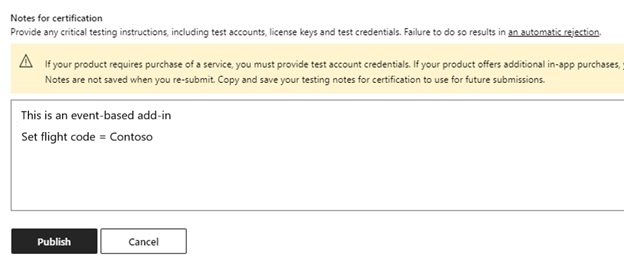 Notes for certification
Provide any critical testing instructions, including test accounts, license keys and test credentials. Failure to do so results in an automatic rejection.
If your product requires purchase of a service, you must provide test account credentials. If your product offers additional in-app purchases,
Notes are not saved when you re-submit. Copy and save your testing notes for certification to use for future submissions.
This is an event-based add-in
Set flight code = Contoso
Publish
Cancel